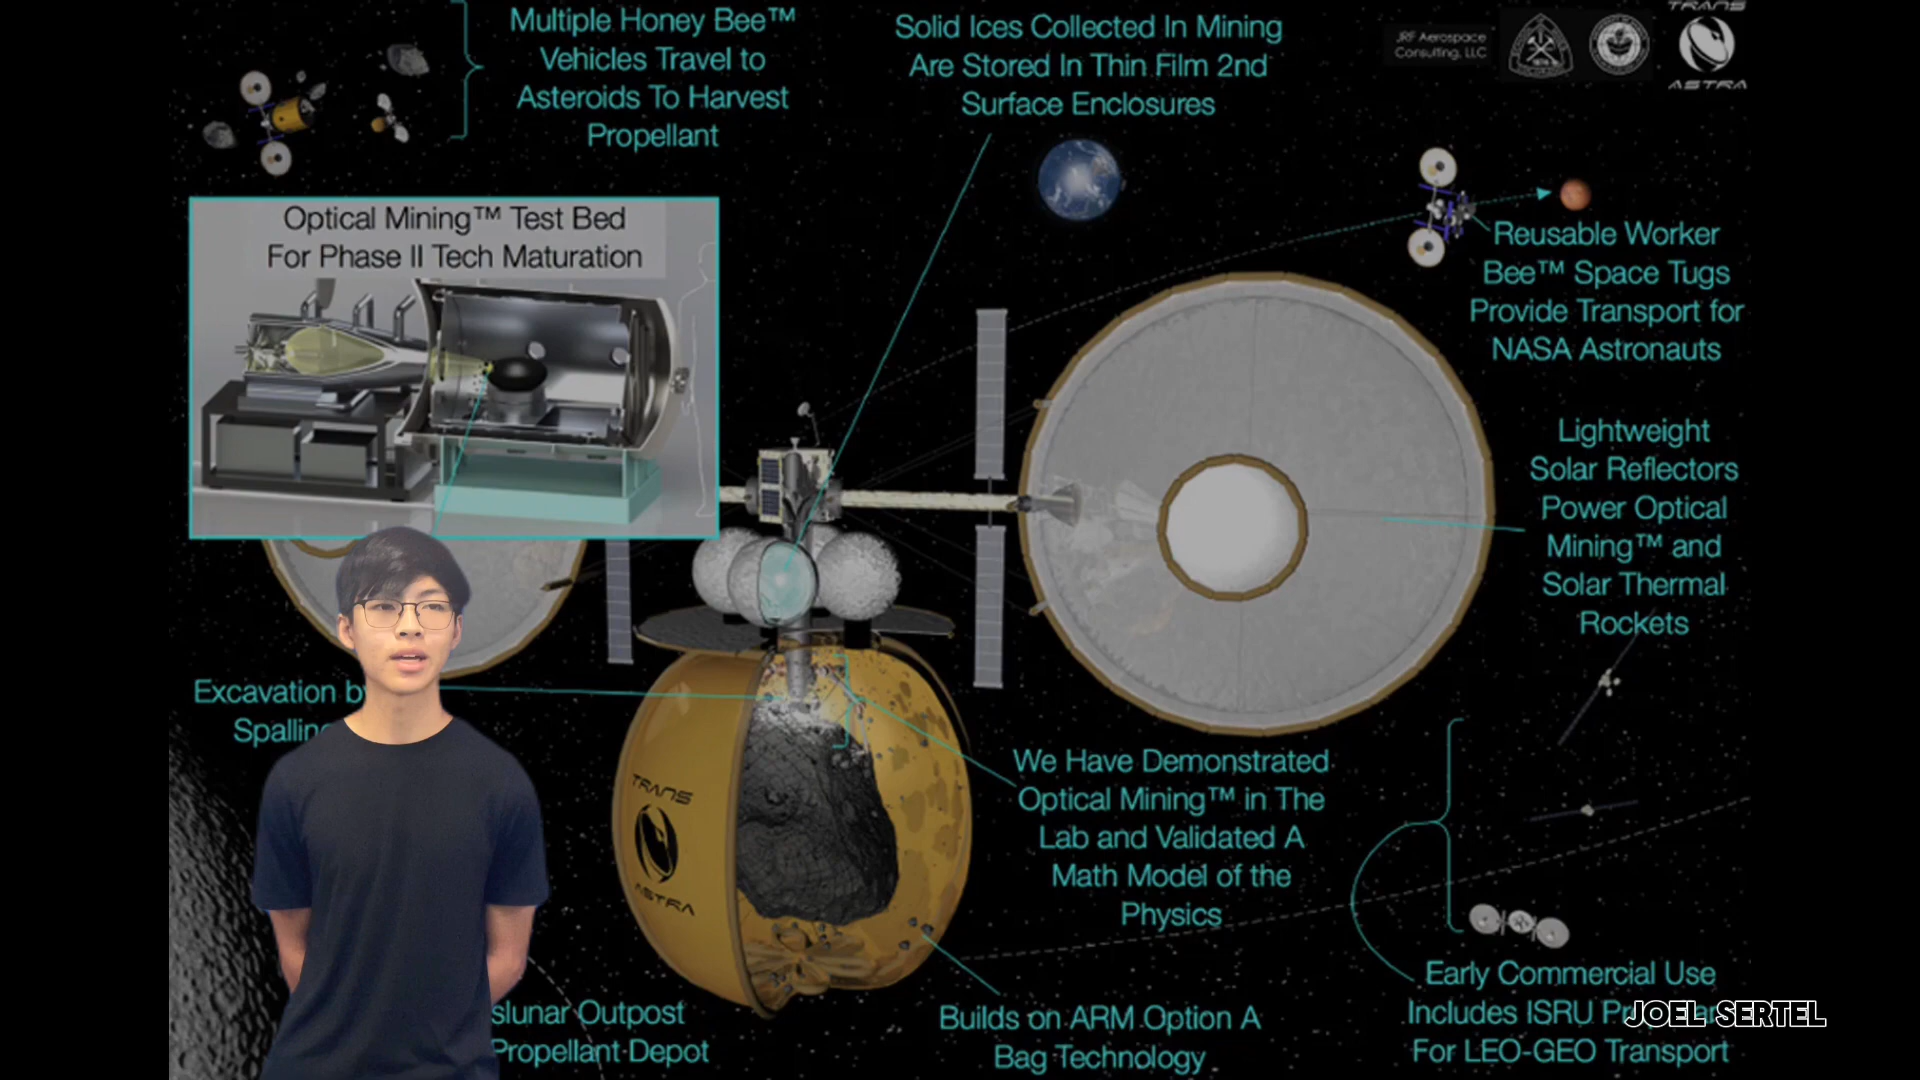 Multiple Honey Bee™
Vehicles Travel to
Asteroids To Harvest
Propellant
Solid Ices Collected In Mining
Are Stored In Thin Film 2nd
Surface Enclosures
JRF Aerospace
Consulting, LLC
TRANS
ASTRA
Optical Mining™ Test Bed
For Phase II Tech Maturation
Reusable Worker
Bee™ Space Tugs
Provide Transport for
NASA Astronauts
Lightweight
Solar Reflectors
Power Optical
Mining™ and
Solar Thermal
Rockets
Excavation by
Spalling
TRANS
ASTRA
We Have Demonstrated
Optical Mining™ in The
Lab and Validated A
Math Model of the
Physics
slunar Outpost
Propellant Depot
Builds on ARM Option A
Bag Technology
Early Commercial Use
Includes ISRU
For LEO-GEO Transport
JOEL SERTEL